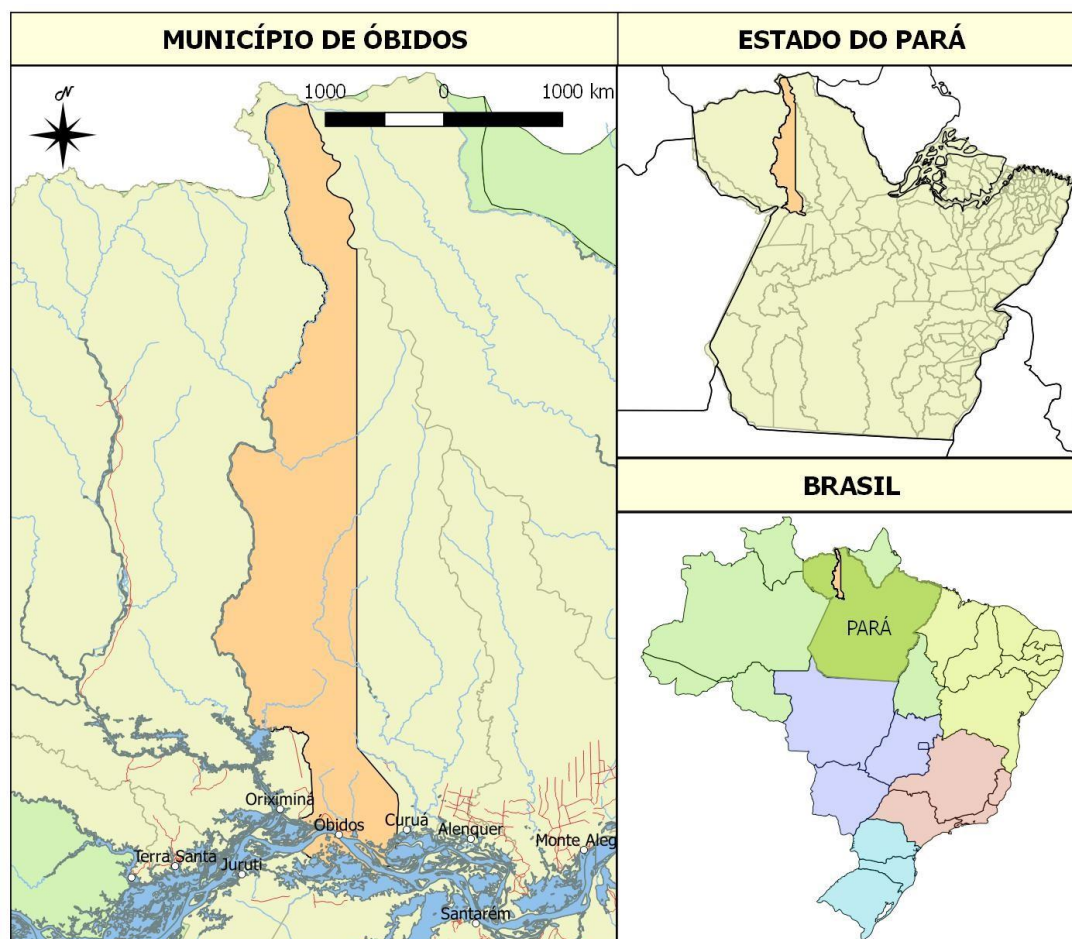 MUNICÍPIO DE ÓBIDOS
ESTADO DO PARÁ
N
1000 0 1000 km
BRASIL
PARÁ
Oriximiná
Óbidos
Curuá
Alenquer
Monte Aleg
Terra Santa
Juruti
Santarém